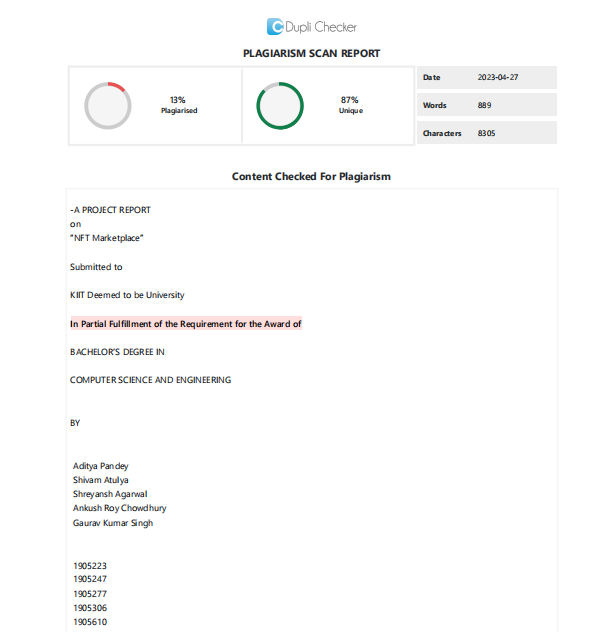 Dupli Checker
PLAGIARISM SCAN REPORT
13%
Plagiarised
87%
Unique
Date 2023-04-27
Words 889
Characters 8305
Content Checked For Plagiarism
-A PROJECT REPORT
on
"NFT Marketplace"
Submitted to
KIIT Deemed to be University
In Partial Fulfillment of the Requirement for the Award of
BACHELOR'S DEGREE IN
COMPUTER SCIENCE AND ENGINEERING
BY
Aditya Pandey
Shivam Atulya
Shreyansh Agarwal
Ankush Roy Chowdhury
Gaurav Kumar Singh
1905223
1905247
1905277
1905306
1905610